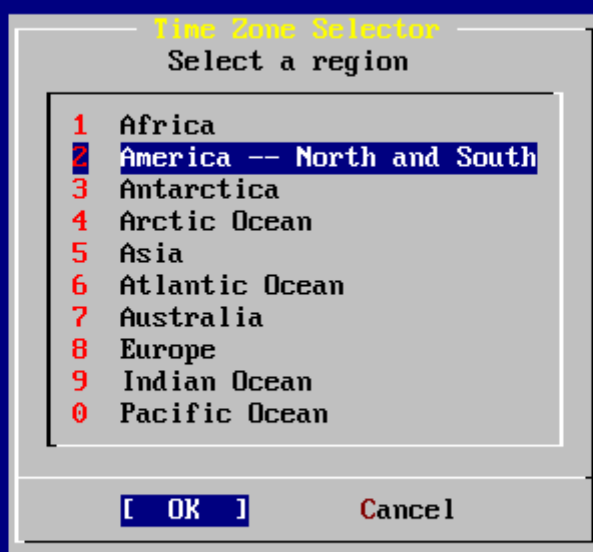 Time Zone Selector
Select a region
1 Africa
2 America -- North and South
3 Antarctica
4 Arctic Ocean
5 Asia
6 Atlantic Ocean
7 Australia
8 Europe
9 Indian Ocean
0 Pacific Ocean
[ OK ] Cancel